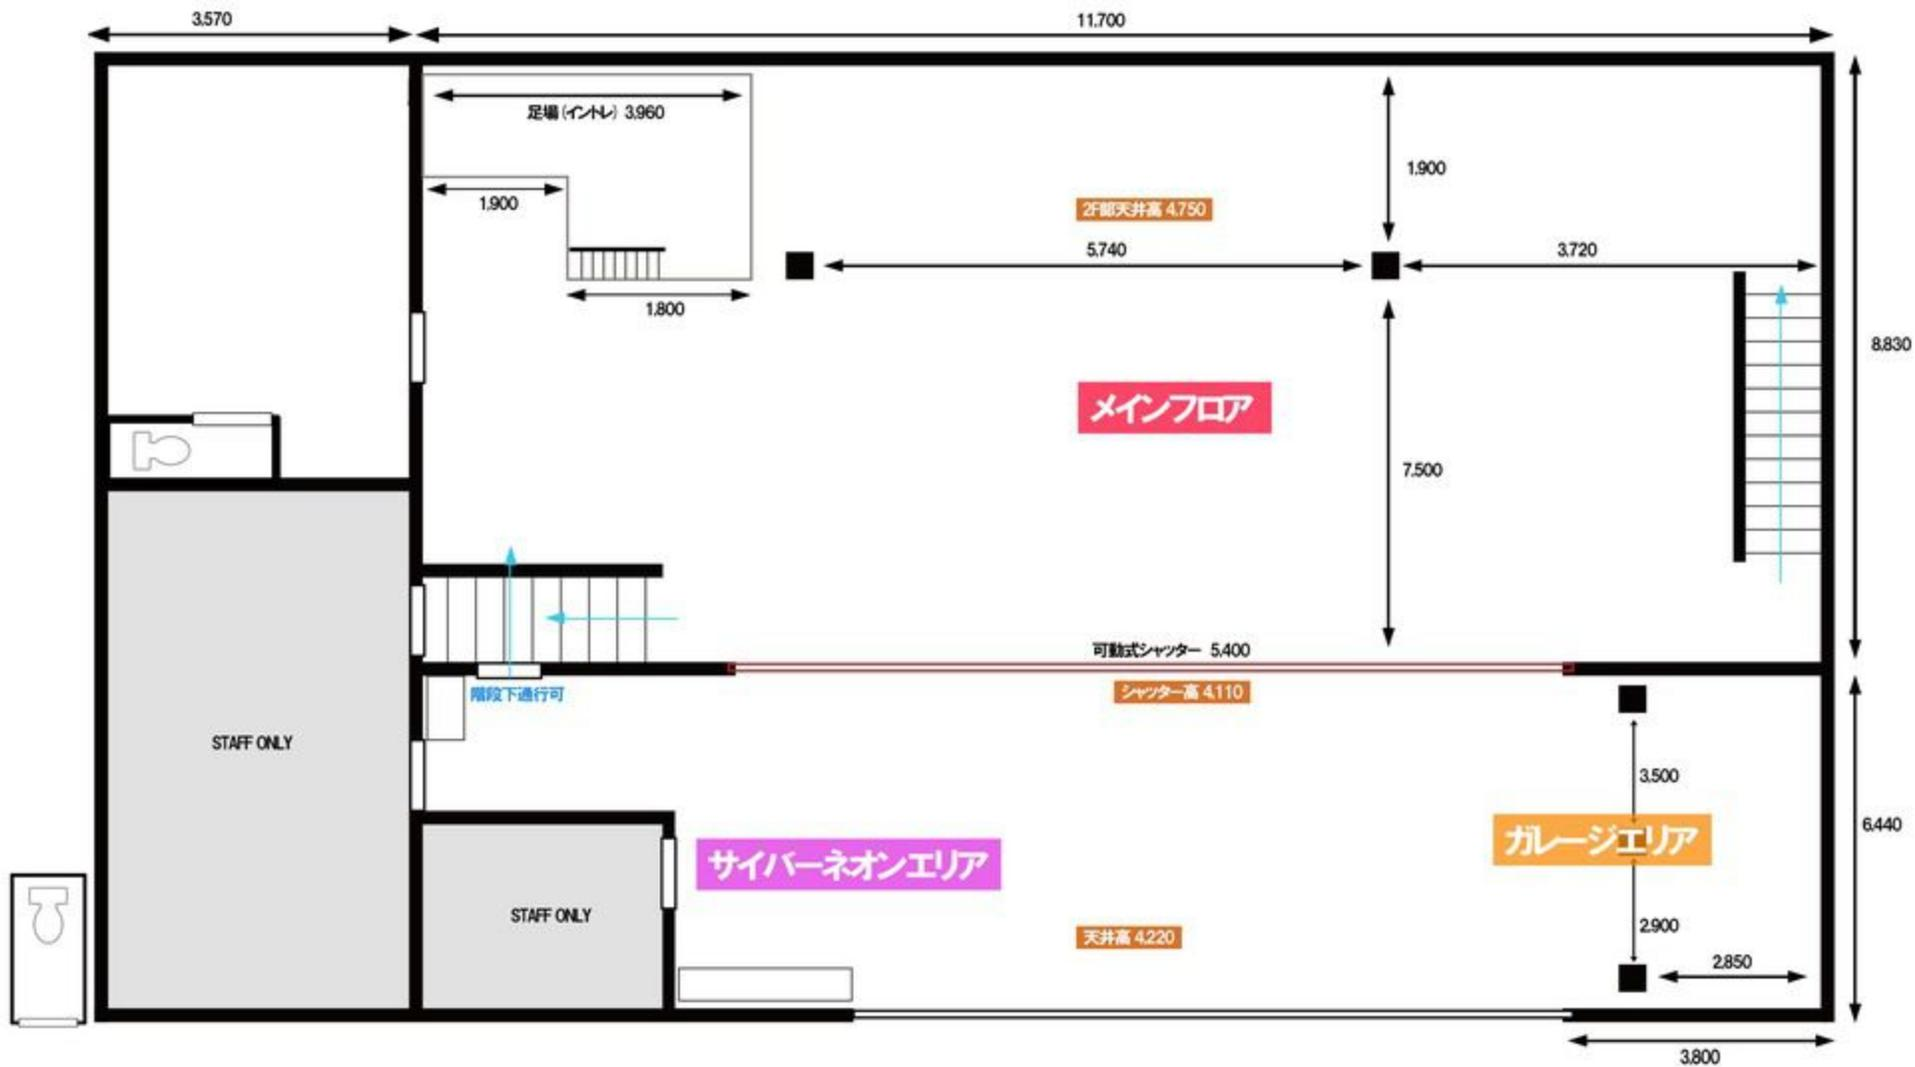 3.570
11.700
足場(イントレ) 3.960
1.900
1.900
2F部天井高 4.750
5.740
3.720
1.800
8.830
メインフロア
7.500
可動式シャッター 5.400
シャッター高 4.110
階段下通行可
STAFF ONLY
3.500
6.440
ガレージエリア
サイバーネオンエリア
STAFF ONLY
2.900
天井高 4.220
2.850
3.800